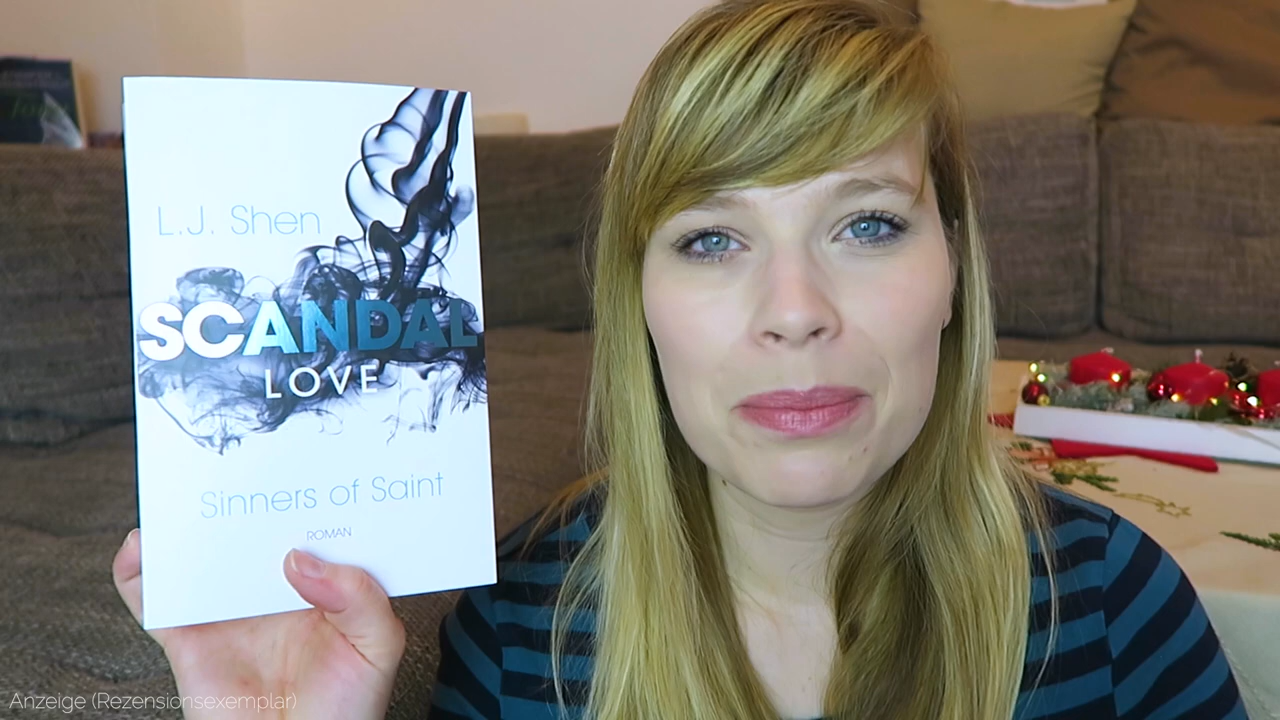 L.J. Shen
SCANDAL
LOVE
Sinners of Saint
ROMAN
Anzeige (Rezensionsexemplar)